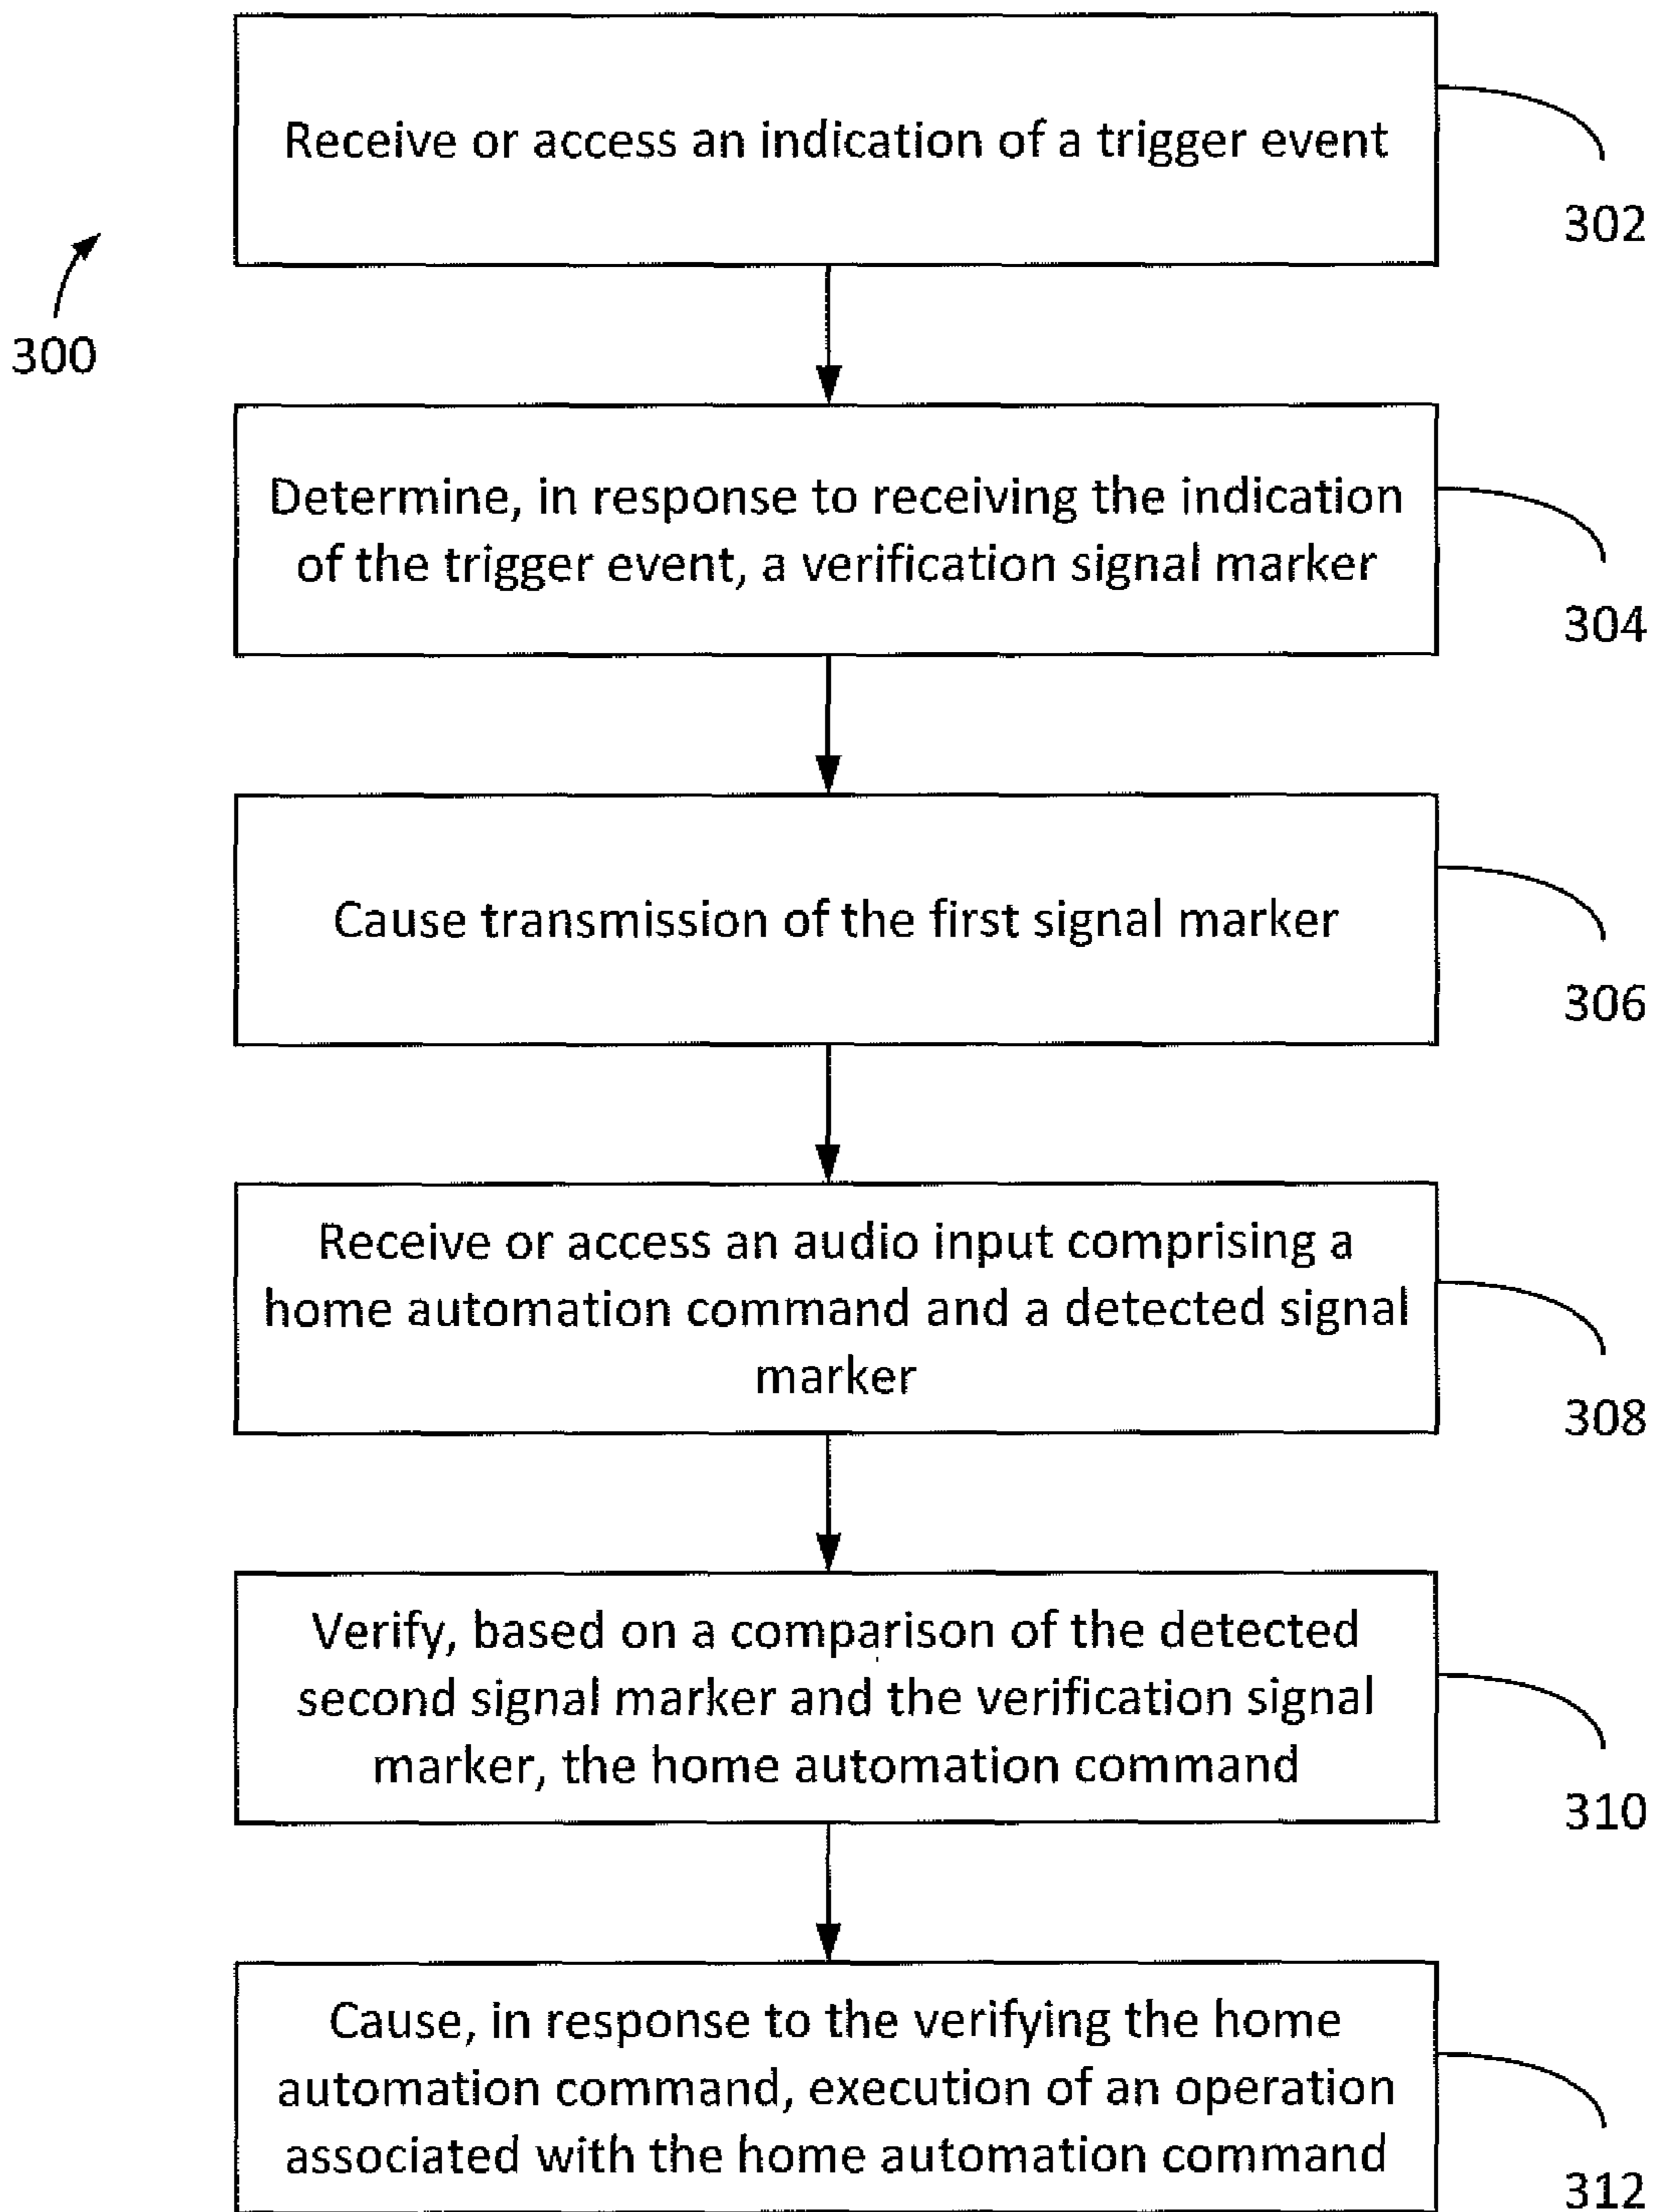 Receive or access an indication of a trigger event
302
300
Determine, in response to receiving the indication
of the trigger event, a verification signal marker
304
Cause transmission of the first signal marker
306
Receive or access an audio input comprising a
home automation command and a detected signal
marker
308
Verify, based on a comparison of the detected
second signal marker and the verification signal
marker, the home automation command
310
Cause, in response to the verifying the home
automation command, execution of an operation
associated with the home automation command
312